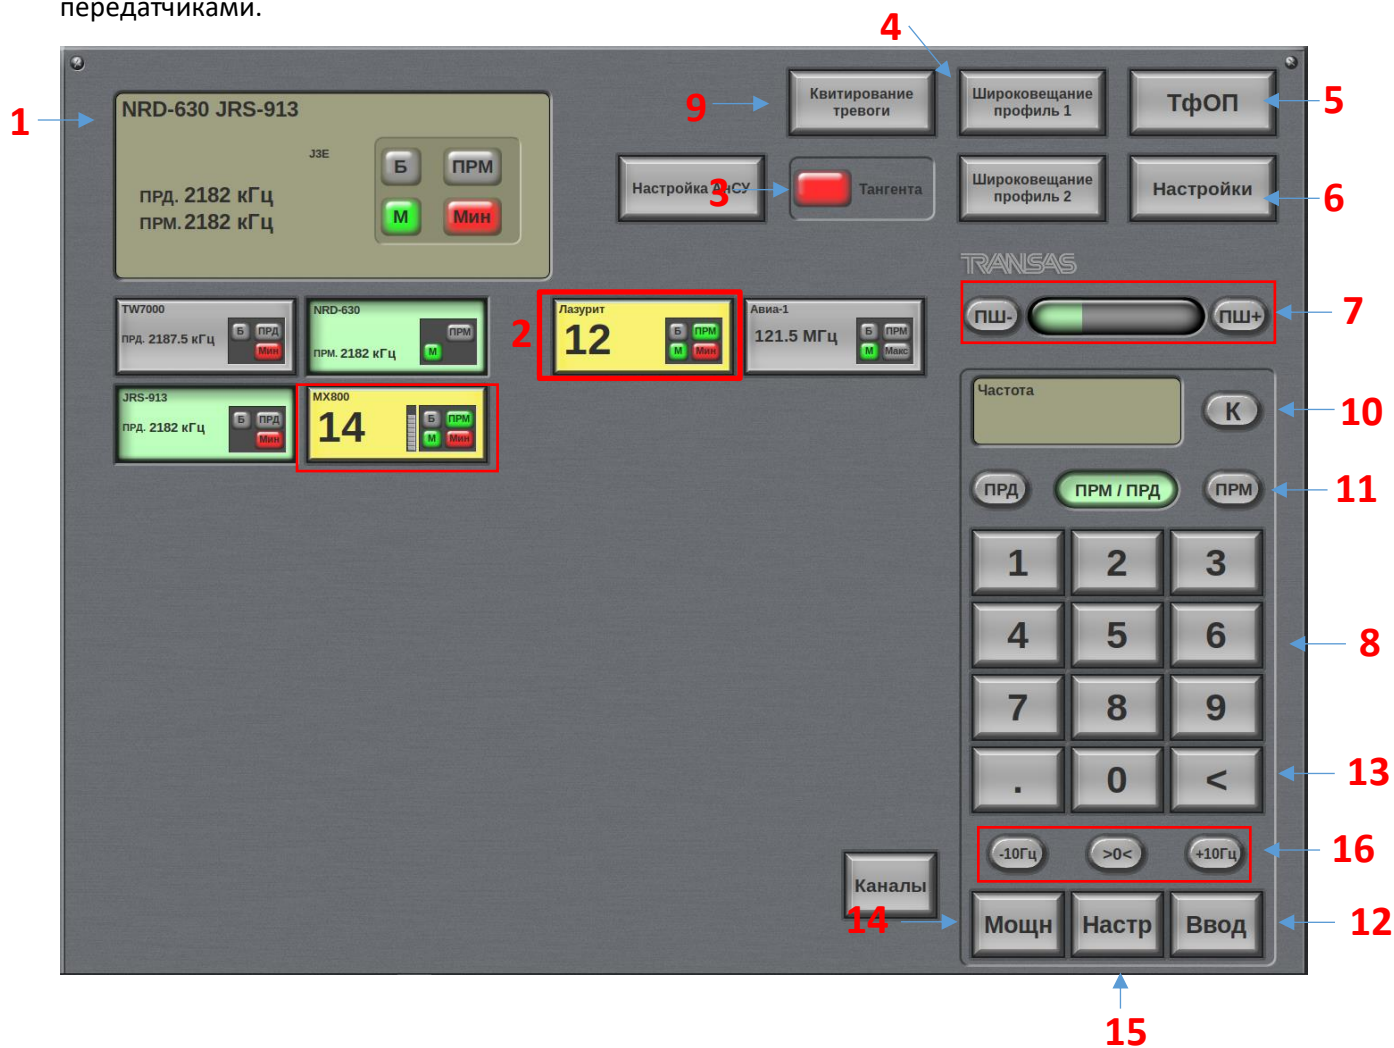 передатчиками.
4
9
5
1
NRD-630 JRS-913
J3E
ПРД. 2182 кГц
ПРМ. 2182 кГц
Б ПРМ
М Мин
Квитирование
тревоги
Широковещание
профиль 1
ТфОП
Настройка АнСУ
3
Тангента
Широковещание
профиль 2
Настройки
6
TRANSAS
ПШ-
ПШ+
7
TW7000
ПРД. 2187.5 кГц
Б ПРД
Мин
NRD-630
ПРМ. 2182 кГц
ПРМ
М
2
Лазурит
12
Б ПРМ
М Мин
Авиа-1
121.5 МГц
Б ПРМ
М Макс
JRS-913
ПРД. 2182 кГц
Б ПРД
Мин
MX800
14
Б ПРМ
М Мин
Частота
К
10
ПРД
ПРМ / ПРД
ПРМ
11
1 2 3
4 5 6
8
7 8 9
. 0 <
13
-10Гц >0< +10Гц
16
Каналы
14
Мощн Настр Ввод
12
15